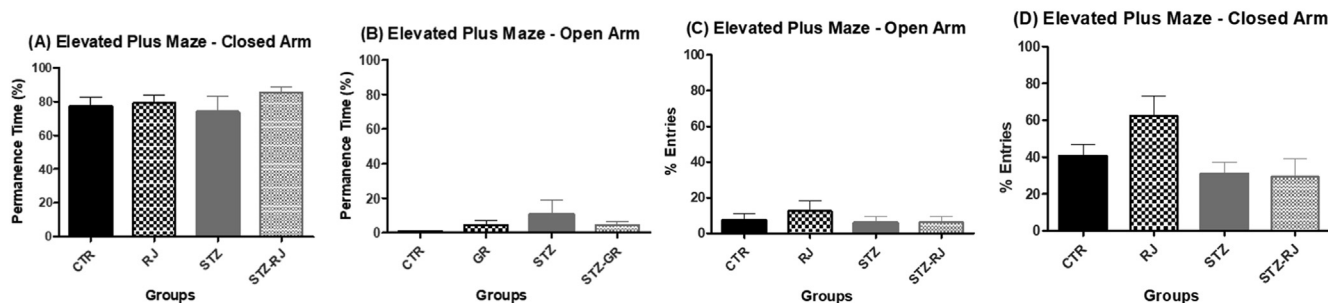 (A) Elevated Plus Maze - Closed Arm
Permanence Time (%)
100
80
60
40
20
0
CTR
RJ
STZ
STZ-RJ
Groups
(B) Elevated Plus Maze - Open Arm
Permanence Time (%)
100
80
60
40
20
0
CTR
GR
STZ
STZ-GR
Groups
(C) Elevated Plus Maze - Open Arm
% Entries
100
80
60
40
20
0
CTR
RJ
STZ
STZ-RJ
Groups
(D) Elevated Plus Maze - Closed Arm
% Entries
100
80
60
40
20
0
CTR
RJ
STZ
STZ-RJ
Groups